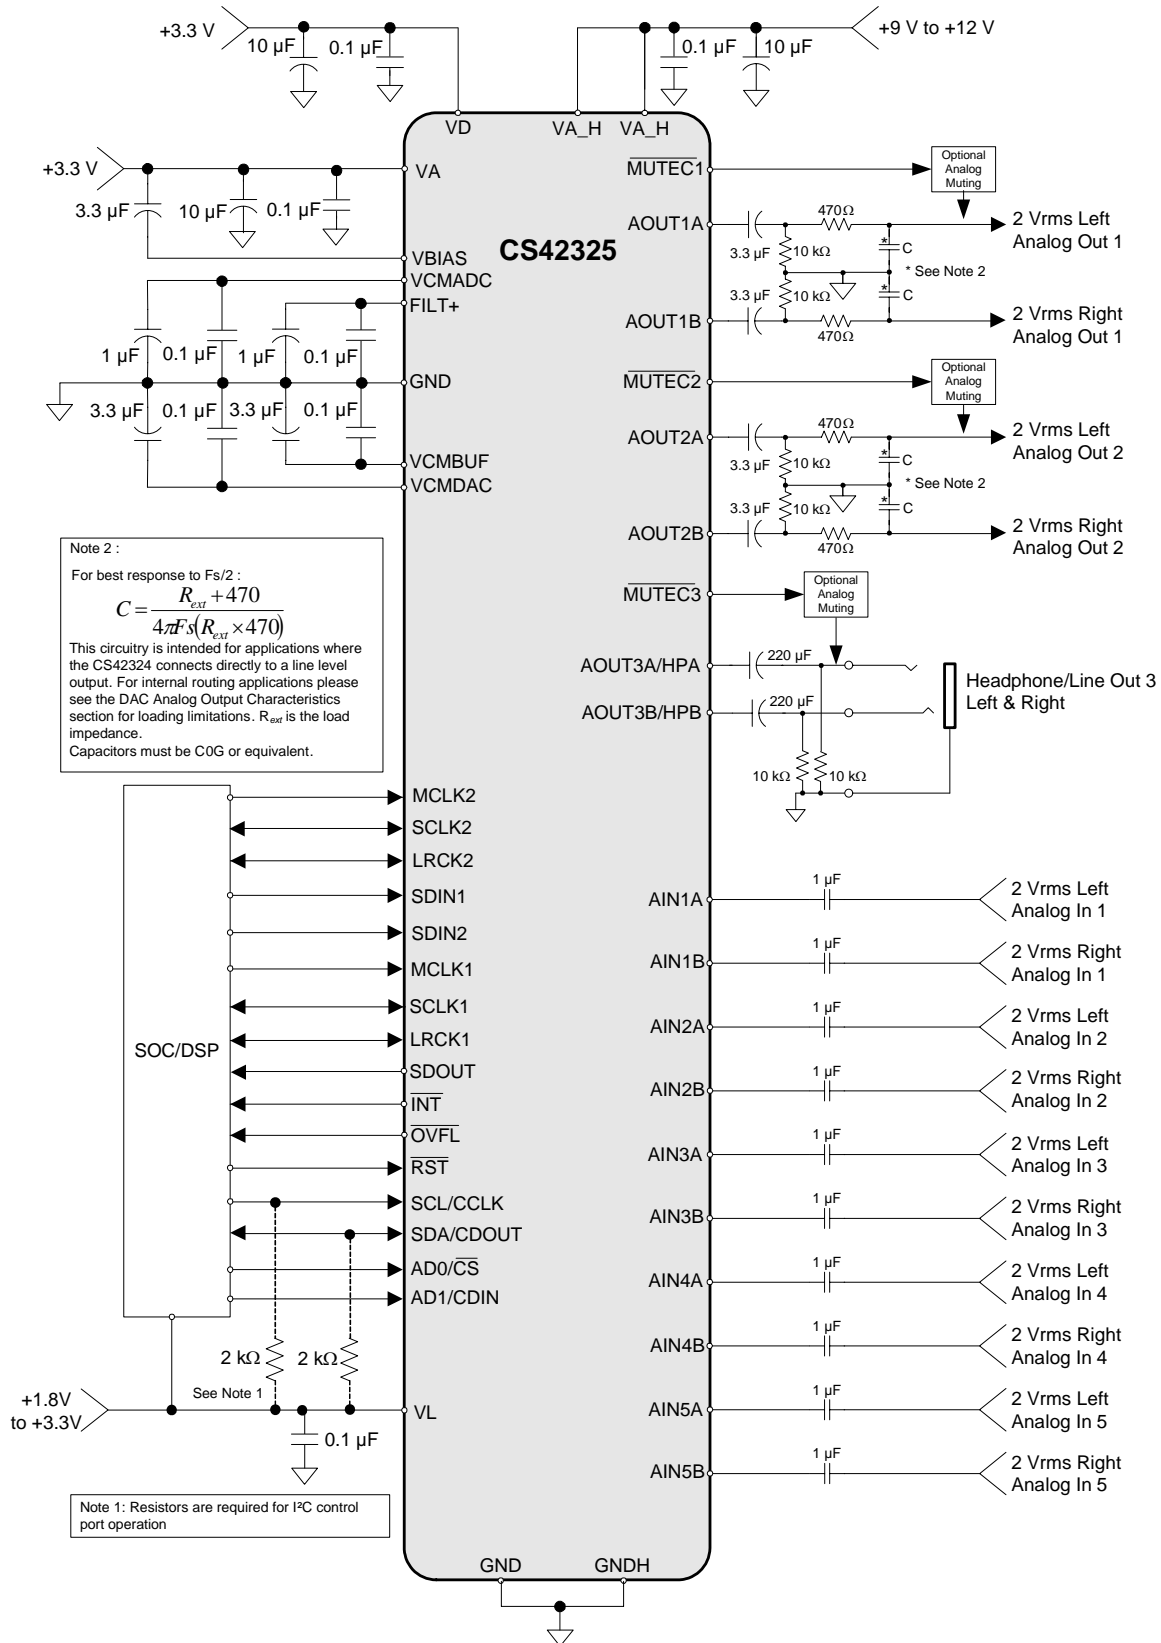 +3.3 V
10 µF
0.1 µF
0.1 µF
10 µF
+9 V to +12 V
VD
VA_H
VA_H
+3.3 V
VA
3.3 µF
10 µF
0.1 µF
VBIAS
VCMADC
FILT+
1 µF
0.1 µF
1 µF
0.1 µF
GND
3.3 µF
0.1 µF
3.3 µF
0.1 µF
VCMBUF
VCMDAC
CS42325
MUTEC1
Optional
Analog
Muting
AOUT1A
3.3 µF
470Ω
10 kΩ
* C
2 Vrms Left
Analog Out 1
* See Note 2
3.3 µF
10 kΩ
* C
AOUT1B
470Ω
2 Vrms Right
Analog Out 1
MUTEC2
Optional
Analog
Muting
AOUT2A
3.3 µF
470Ω
10 kΩ
* C
2 Vrms Left
Analog Out 2
* See Note 2
3.3 µF
10 kΩ
* C
AOUT2B
470Ω
2 Vrms Right
Analog Out 2
MUTEC3
Optional
Analog
Muting
AOUT3A/HPA
220 µF
AOUT3B/HPB
220 µF
10 kΩ
10 kΩ
Headphone/Line Out 3
Left & Right
Note 2 :
For best response to Fs/2 :
C = (R_ext + 470) / (4πFs(R_ext × 470))
This circuitry is intended for applications where
the CS42324 connects directly to a line level
output. For internal routing applications please
see the DAC Analog Output Characteristics
section for loading limitations. Rext is the load
impedance.
Capacitors must be C0G or equivalent.
SOC/DSP
MCLK2
SCLK2
LRCK2
SDIN1
SDIN2
MCLK1
SCLK1
LRCK1
SDOUT
INT
OVFL
RST
SCL/CCLK
SDA/CDOUT
AD0/CS
AD1/CDIN
2 kΩ
2 kΩ
See Note 1
+1.8V
to +3.3V
VL
0.1 µF
Note 1: Resistors are required for I²C control
port operation
AIN1A
1 µF
2 Vrms Left
Analog In 1
AIN1B
1 µF
2 Vrms Right
Analog In 1
AIN2A
1 µF
2 Vrms Left
Analog In 2
AIN2B
1 µF
2 Vrms Right
Analog In 2
AIN3A
1 µF
2 Vrms Left
Analog In 3
AIN3B
1 µF
2 Vrms Right
Analog In 3
AIN4A
1 µF
2 Vrms Left
Analog In 4
AIN4B
1 µF
2 Vrms Right
Analog In 4
AIN5A
1 µF
2 Vrms Left
Analog In 5
AIN5B
1 µF
2 Vrms Right
Analog In 5
GND
GNDH